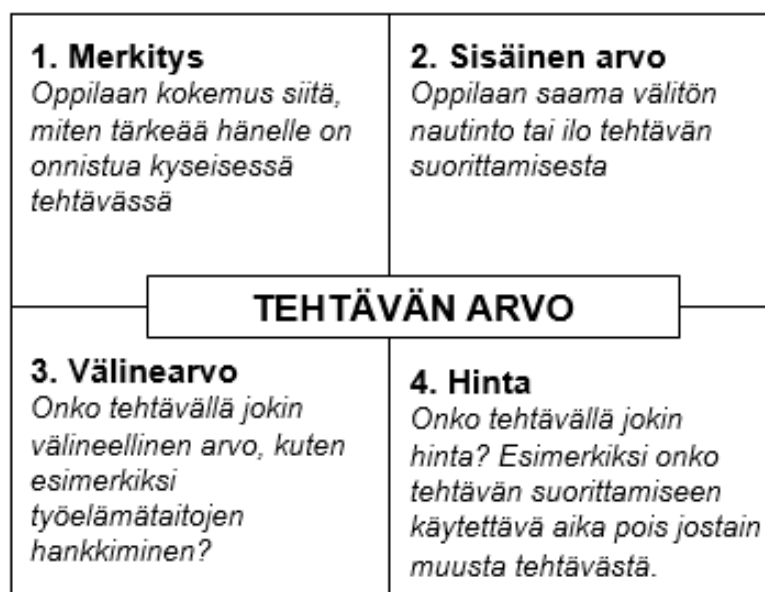 1. Merkitys
Oppilaan kokemus siitä,
miten tärkeää hänelle on
onnistua kyseisessä
tehtävässä
2. Sisäinen arvo
Oppilaan saama välitön
nautinto tai ilo tehtävän
suorittamisesta
TEHTÄVÄN ARVO
3. Välinearvo
Onko tehtävällä jokin
välineellinen arvo, kuten
esimerkiksi
työelämätaitojen
hankkiminen?
4. Hinta
Onko tehtävällä jokin
hinta? Esimerkiksi onko
tehtävän suorittamiseen
käytettävä aika pois jostain
muusta tehtävästä.